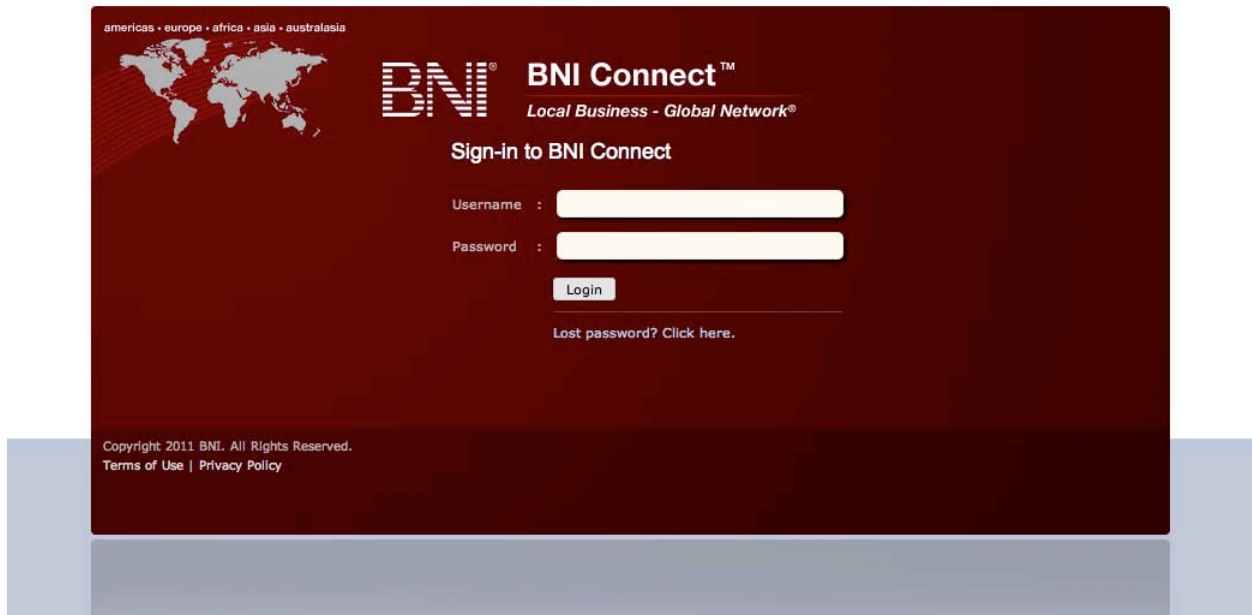 americas • europe • africa • asia • australasia
BNI®
BNI Connect™
Local Business - Global Network®
Sign-in to BNI Connect
Username :
Password :
Login
Lost password? Click here.
Copyright 2011 BNI. All Rights Reserved.
Terms of Use | Privacy Policy